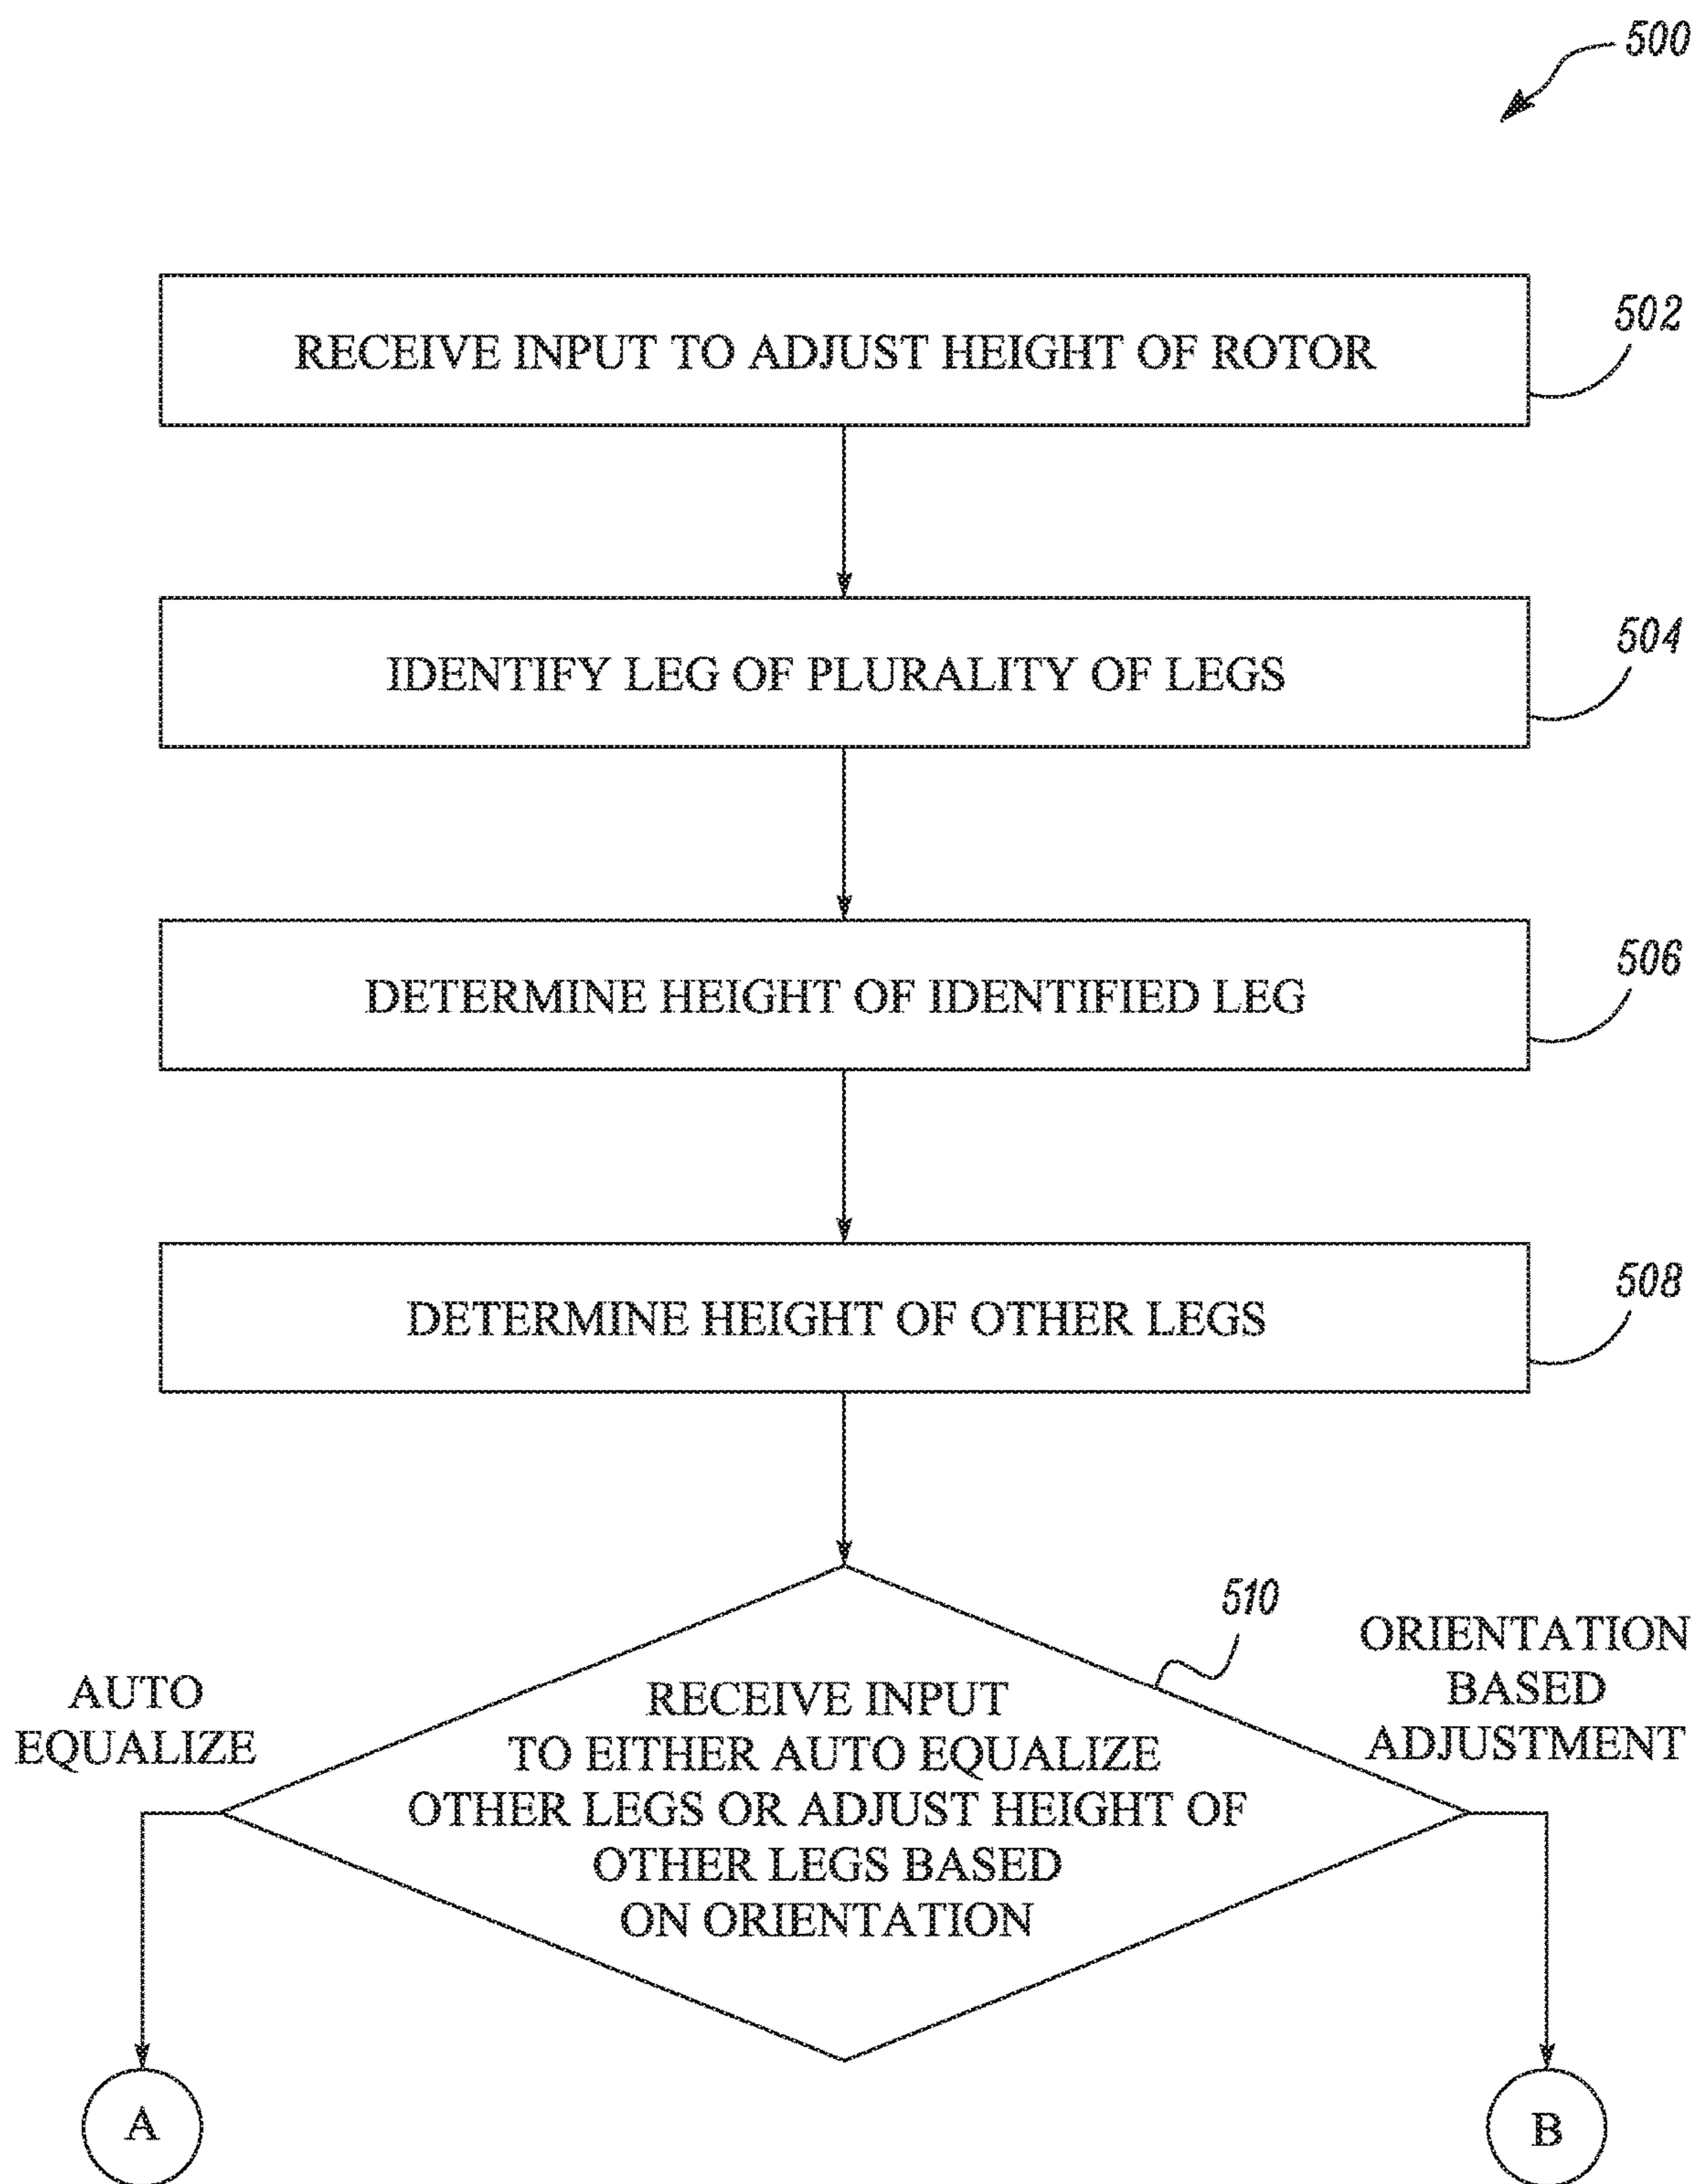 500
RECEIVE INPUT TO ADJUST HEIGHT OF ROTOR
502
IDENTIFY LEG OF PLURALITY OF LEGS
504
DETERMINE HEIGHT OF IDENTIFIED LEG
506
DETERMINE HEIGHT OF OTHER LEGS
508
510
AUTO
EQUALIZE
RECEIVE INPUT
TO EITHER AUTO EQUALIZE
OTHER LEGS OR ADJUST HEIGHT OF
OTHER LEGS BASED
ON ORIENTATION
ORIENTATION
BASED
ADJUSTMENT
A
B